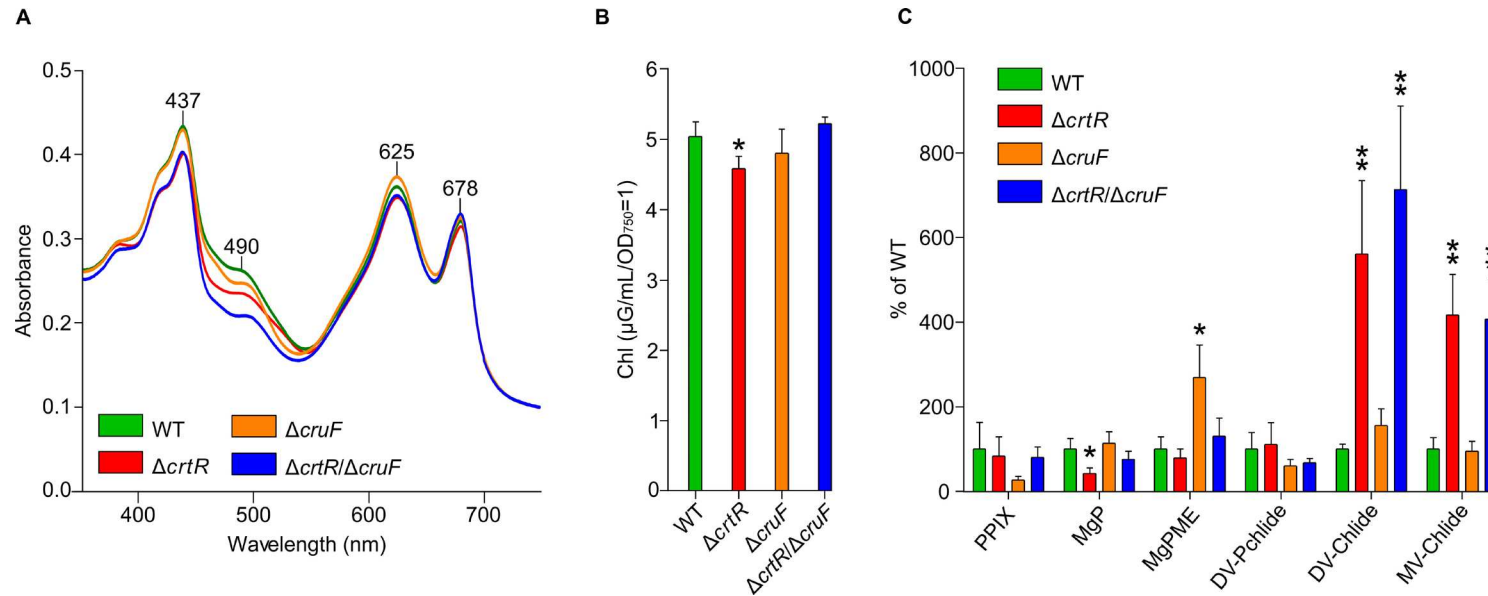 A
0.5
0.4
0.3
0.2
0.1
0.0
Absorbance
437
490
625
678
WT
ΔcrtR
ΔcruF
ΔcrtR/ΔcruF
400
500
600
700
Wavelength (nm)
B
6
5
4
3
2
1
0
Chl (µG/mL/OD750=1)
*
WT
ΔcrtR
ΔcruF
ΔcrtR/ΔcruF
C
1000
800
600
400
200
0
% of WT
WT
ΔcrtR
ΔcruF
ΔcrtR/ΔcruF
*
*
**
**
**
PPIX
MgP
MgPME
DV-Pchlide
DV-Chlide
MV-Chlide